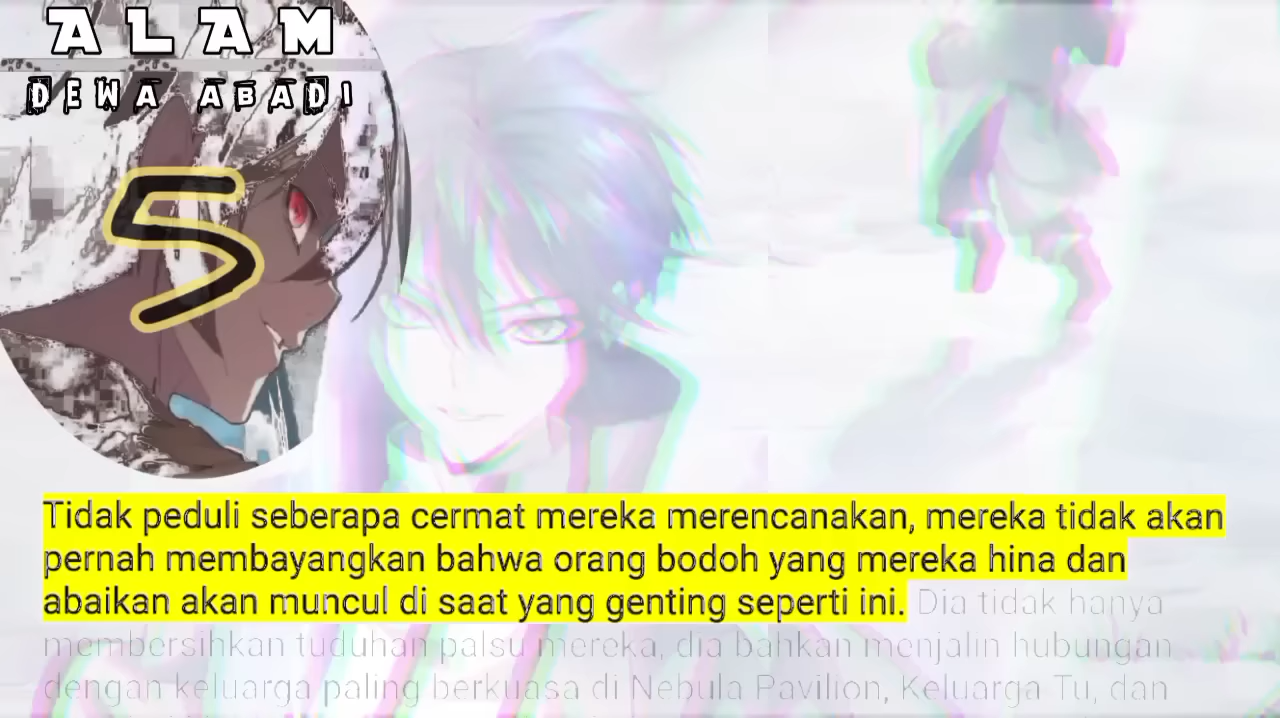 ALAM
DEWA ABADI
5
Tidak peduli seberapa cermat mereka merencanakan, mereka tidak akan
pernah membayangkan bahwa orang bodoh yang mereka hina dan
abaikan akan muncul di saat yang genting seperti ini. Dia tidak hanya
membersihkan tuduhan palsu mereka, dia bahkan menjalin hubungan
dengan keluarga paling berkuasa di Nebula Pavilion, Keluarga Tu, dan